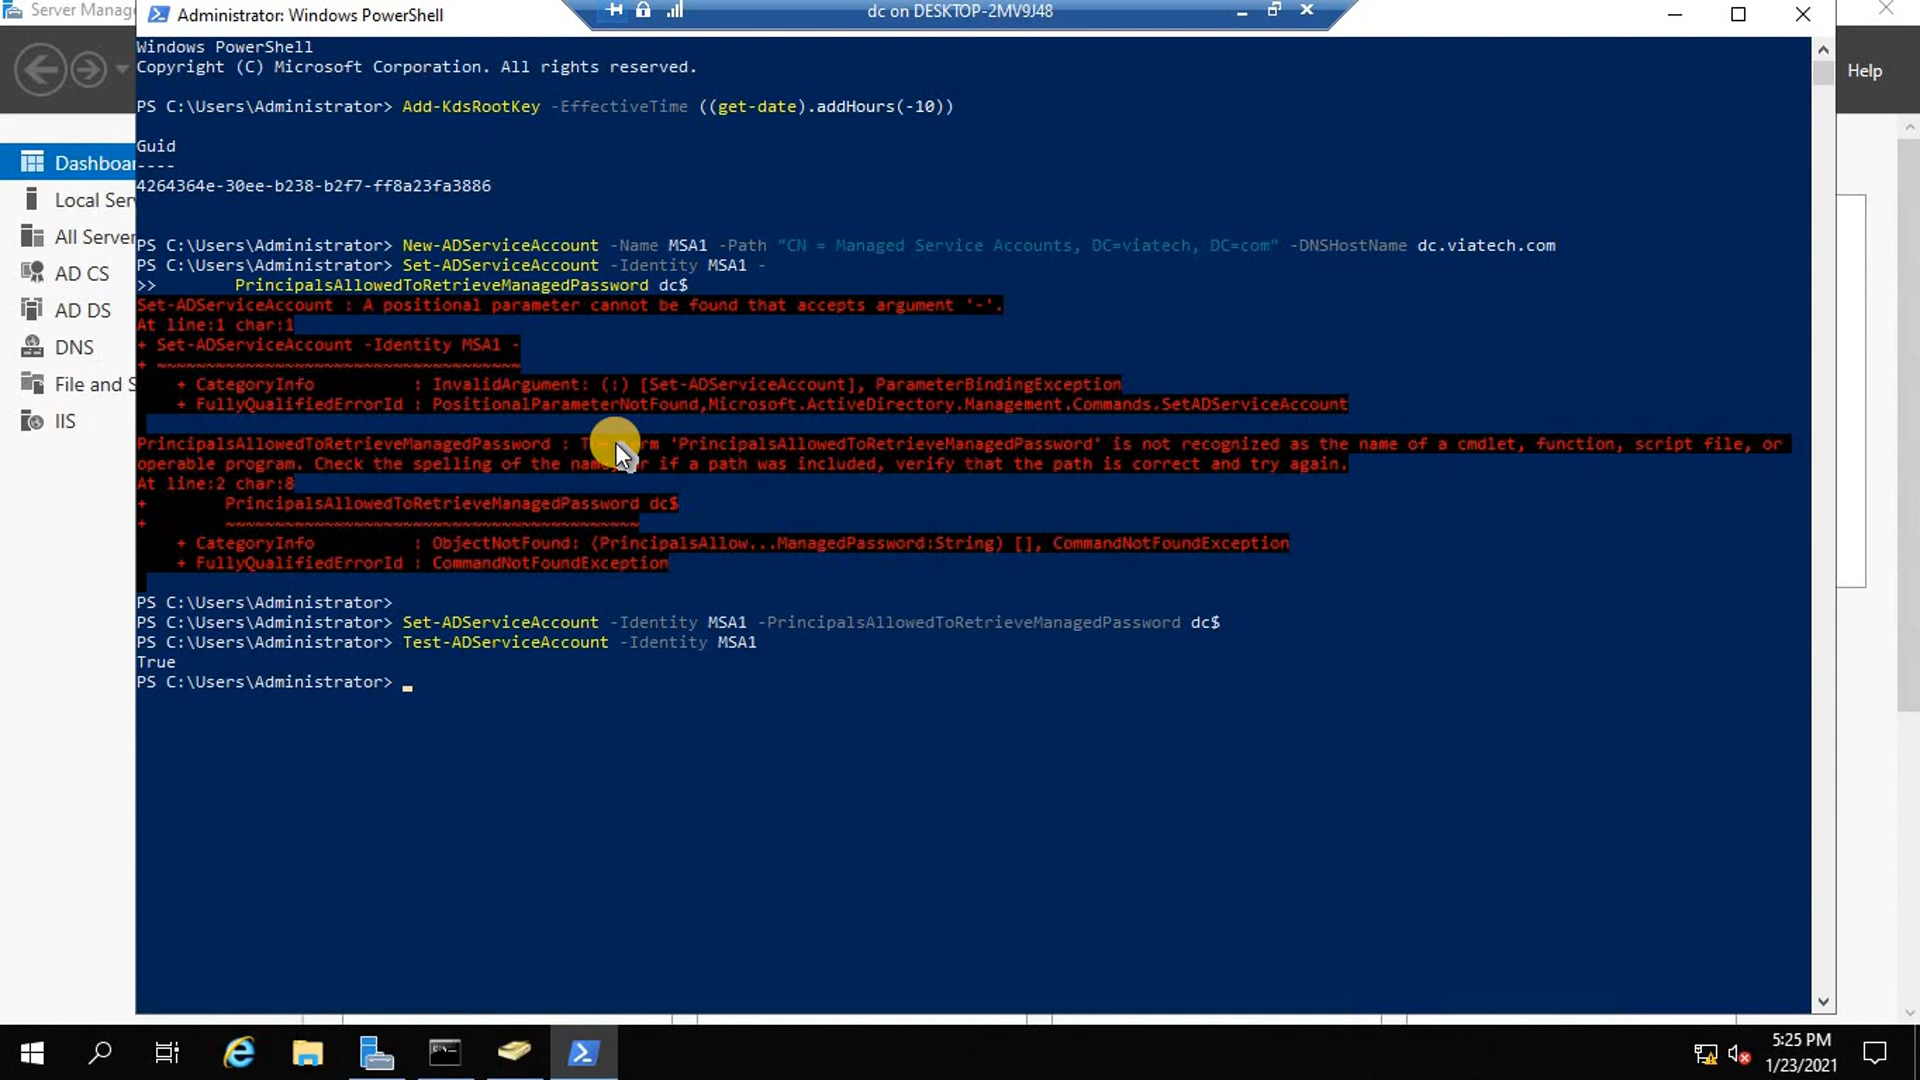 Server Manag
Administrator: Windows PowerShell
dc on DESKTOP-2MV9J48
Help
Dashboar
Local Ser
All Server
AD CS
AD DS
DNS
File and S
IIS
Windows PowerShell
Copyright (C) Microsoft Corporation. All rights reserved.
PS C:\Users\Administrator> Add-KdsRootKey -EffectiveTime ((get-date).addHours(-10))
Guid
----
4264364e-30ee-b238-b2f7-ff8a23fa3886
PS C:\Users\Administrator> New-ADServiceAccount -Name MSA1 -Path "CN = Managed Service Accounts, DC=viatech, DC=com" -DNSHostName dc.viatech.com
PS C:\Users\Administrator> Set-ADServiceAccount -Identity MSA1 -
>> PrincipalsAllowedToRetrieveManagedPassword dc$
Set-ADServiceAccount : A positional parameter cannot be found that accepts argument '-'.
At line:1 char:1
+ Set-ADServiceAccount -Identity MSA1 -
+ ~~~~~~~~~~~~~~~~~~~~~~~~~~~~~~~~~~~~~
+ CategoryInfo : InvalidArgument: (:) [Set-ADServiceAccount], ParameterBindingException
+ FullyQualifiedErrorId : PositionalParameterNotFound,Microsoft.ActiveDirectory.Management.Commands.SetADServiceAccount
PrincipalsAllowedToRetrieveManagedPassword : 'PrincipalsAllowedToRetrieveManagedPassword' is not recognized as the name of a cmdlet, function, script file, or
operable program. Check the spelling of the if a path was included, verify that the path is correct and try again.
At line:2 char:8
+ PrincipalsAllowedToRetrieveManagedPassword dc$
+ ~~~~~~~~~~~~~~~~~~~~~~~~~~~~~~~~~~~~~~~~~~
+ CategoryInfo : ObjectNotFound: (PrincipalsAllow...ManagedPassword:String) [], CommandNotFoundException
+ FullyQualifiedErrorId : CommandNotFoundException
PS C:\Users\Administrator>
PS C:\Users\Administrator> Set-ADServiceAccount -Identity MSA1 -PrincipalsAllowedToRetrieveManagedPassword dc$
PS C:\Users\Administrator> Test-ADServiceAccount -Identity MSA1
True
PS C:\Users\Administrator>
5:25 PM
1/23/2021